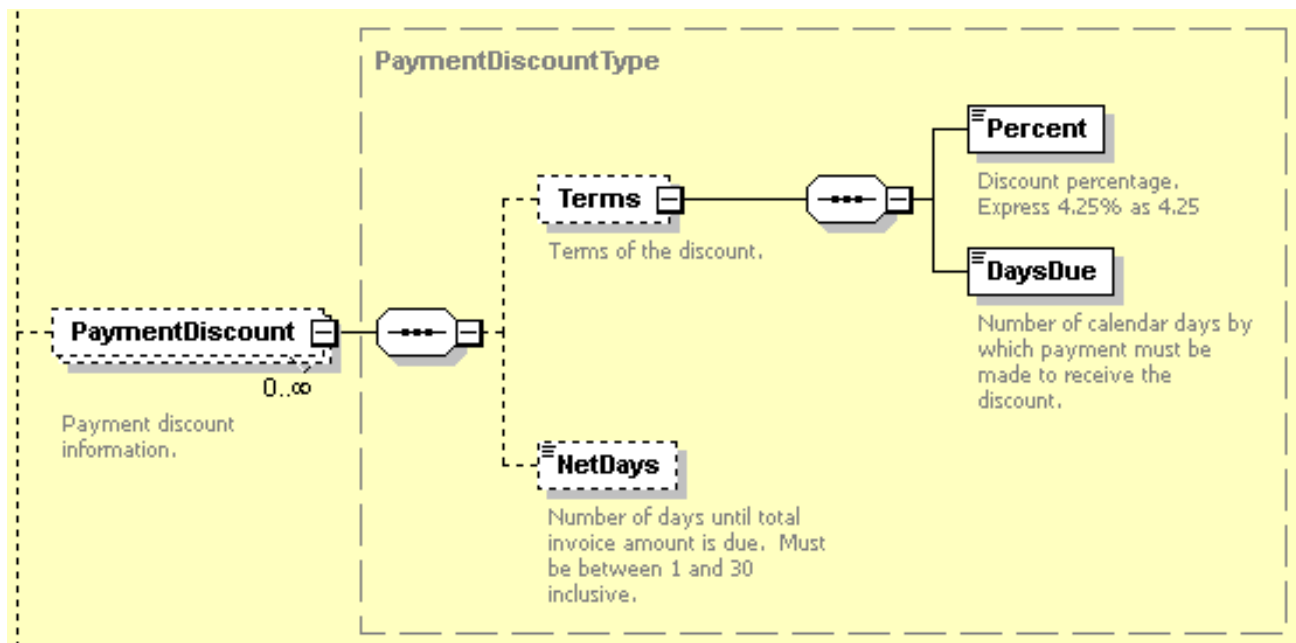 PaymentDiscountType
Percent
Discount percentage.
Express 4.25% as 4.25
Terms
Terms of the discount.
DaysDue
Number of calendar days by
which payment must be
made to receive the
discount.
PaymentDiscount
0..∞
Payment discount
information.
NetDays
Number of days until total
invoice amount is due.  Must
be between 1 and 30
inclusive.